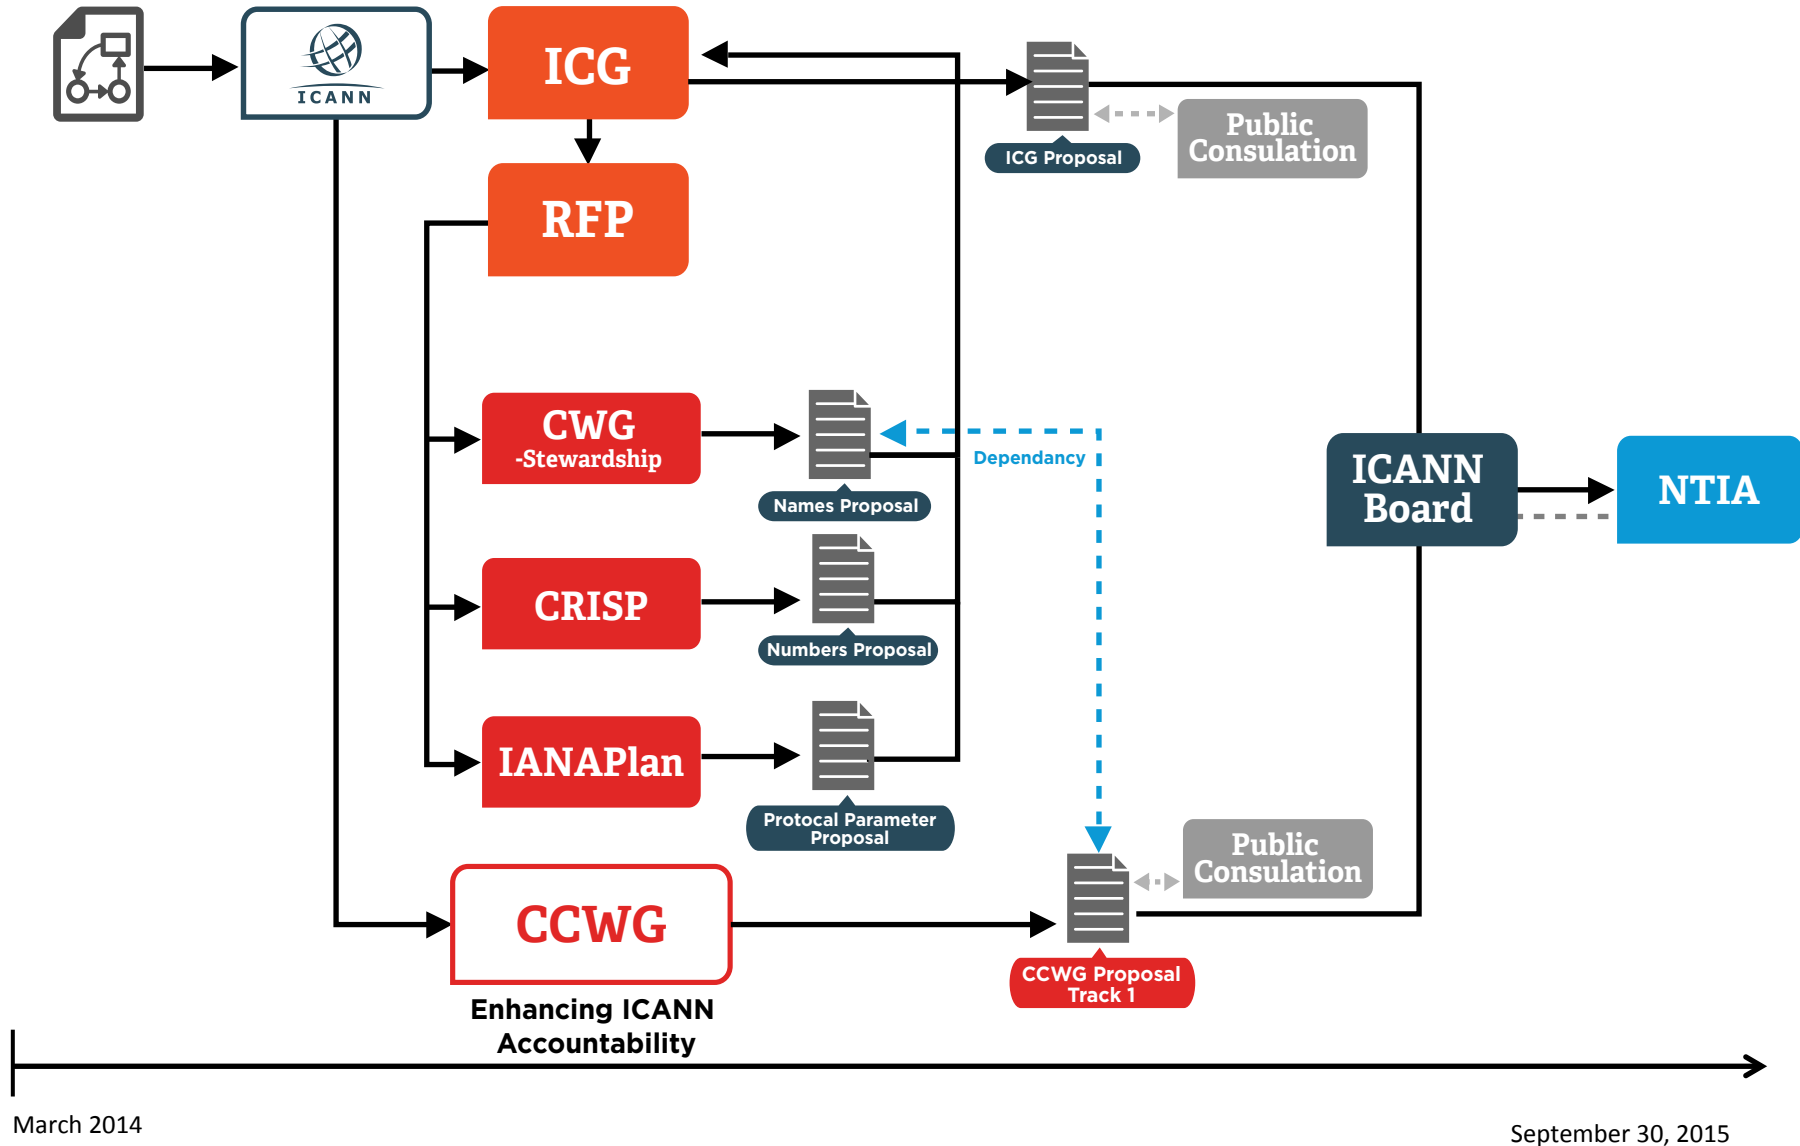 ICANN
ICG
ICG Proposal
Public
Consulation
RFP
CWG
-Stewardship
Names Proposal
Dependancy
ICANN
Board
NTIA
CRISP
Numbers Proposal
IANAPlan
Protocal Parameter
Proposal
Public
Consulation
CCWG
CCWG Proposal
Track 1
Enhancing ICANN
Accountability
March 2014
September 30, 2015